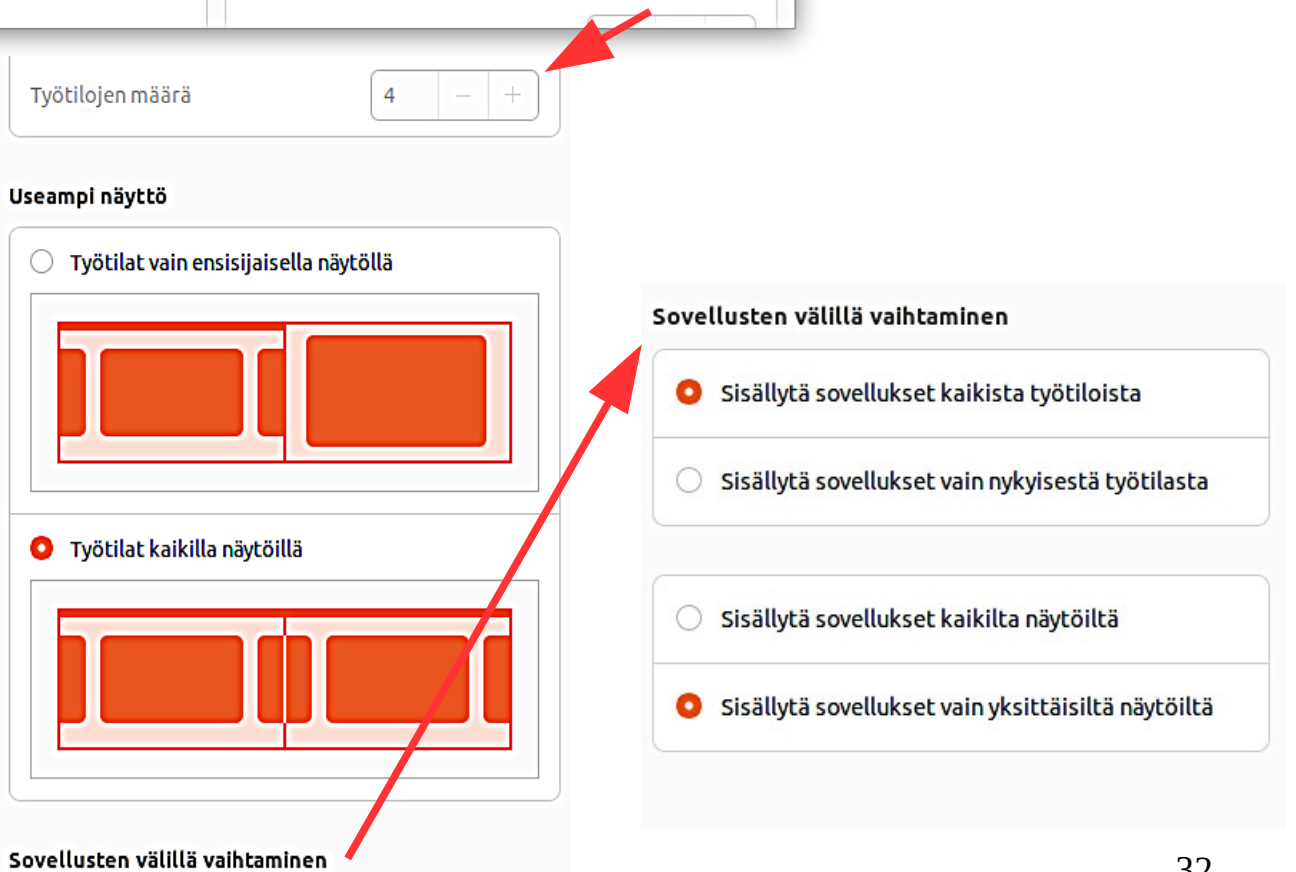 Työtilojen määrä
4
Useampi näyttö
Työtilat vain ensisijaisella näytöllä
Työtilat kaikilla näytöillä
Sovellusten välillä vaihtaminen
Sovellusten välillä vaihtaminen
Sisällytä sovellukset kaikista työtiloista
Sisällytä sovellukset vain nykyisestä työtilasta
Sisällytä sovellukset kaikilta näytöiltä
Sisällytä sovellukset vain yksittäisiltä näytöiltä
32